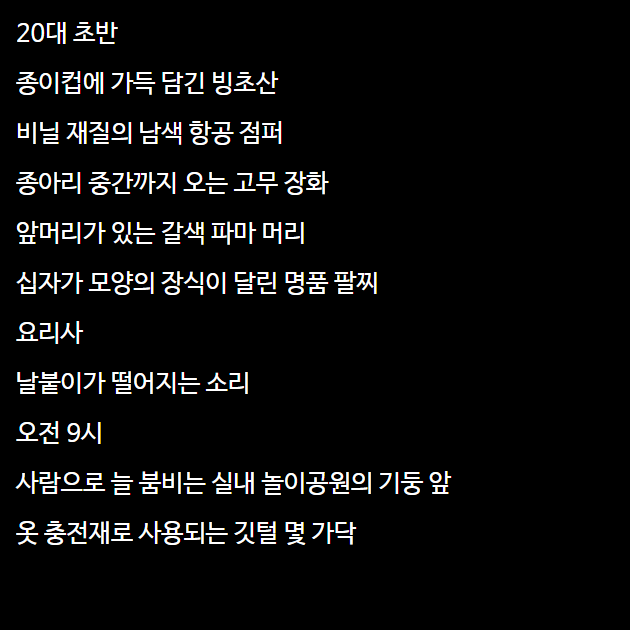 20대 초반
종이컵에 가득 담긴 빙초산
비닐 재질의 남색 항공 점퍼
종아리 중간까지 오는 고무 장화
앞머리가 있는 갈색 파마 머리
십자가 모양의 장식이 달린 명품 팔찌
요리사
날붙이가 떨어지는 소리
오전 9시
사람으로 늘 붐비는 실내 놀이공원의 기둥 앞
옷 충전재로 사용되는 깃털 몇 가닥